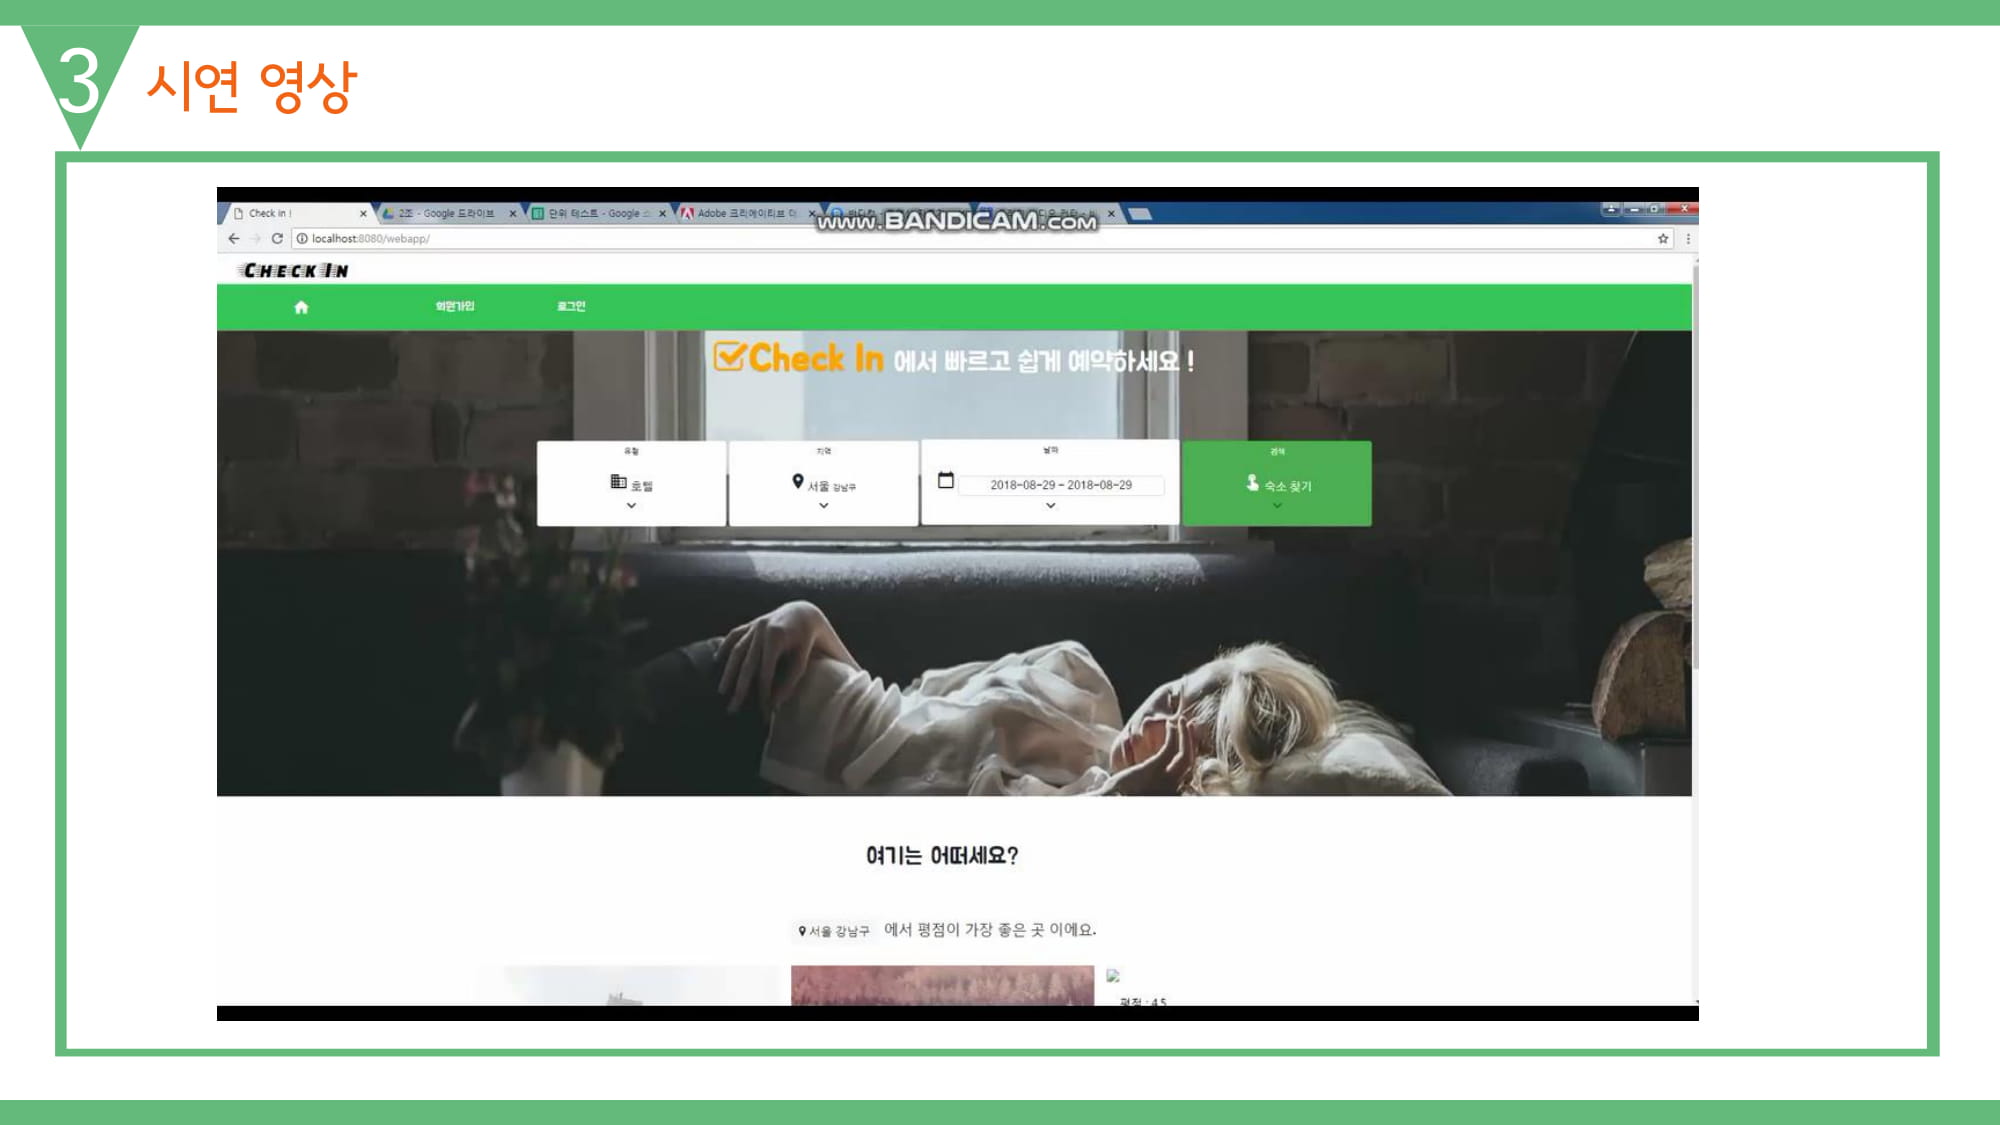 3 시연 영상
Check in !
2조 - Google 드라이브
단위 테스트 - Google 스
Adobe 크리에이티브 더
www.BANDICAM.com
localhost:8080/webapp/
CHECK IN
회원가입 로그인
Check In 에서 빠르고 쉽게 예약하세요 !
유형 지역 날짜 검색
호텔 서울 강남구 2018-08-29 - 2018-08-29 숙소 찾기
여기는 어떠세요?
서울 강남구 에서 평점이 가장 좋은 곳 이에요.
평점 : 4.5